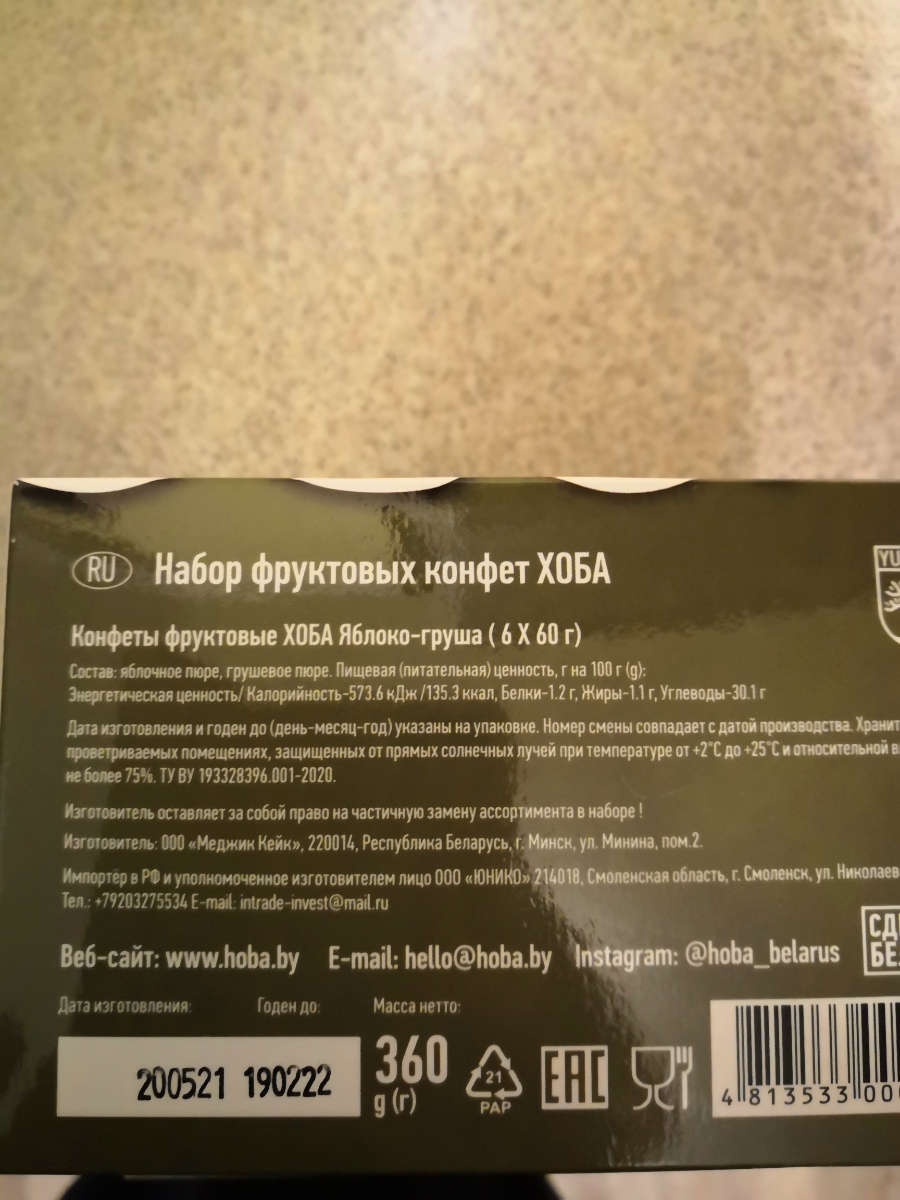 RU Набор фруктовых конфет ХОБА
YU
Конфеты фруктовые ХОБА Яблоко-груша ( 6 X 60 г)
Состав: яблочное пюре, грушевое пюре. Пищевая (питательная) ценность, г на 100 г (g):
Энергетическая ценность/ Калорийность-573.6 кДж /135.3 ккал, Белки-1.2 г, Жиры-1.1 г, Углеводы-30.1 г
Дата изготовления и годен до (день-месяц-год) указаны на упаковке. Номер смены совпадает с датой производства. Хранит
проветриваемых помещениях, защищенных от прямых солнечных лучей при температуре от +2°C до +25°C и относительной в
не более 75%. ТУ BY 193328396.001-2020.
Изготовитель оставляет за собой право на частичную замену ассортимента в наборе !
Изготовитель: ООО «Меджик Кейк», 220014, Республика Беларусь, г. Минск, ул. Минина, пом.2.
Импортёр в РФ и уполномоченное изготовителем лицо ООО «ЮНИКО» 214018, Смоленская область, г. Смоленск, ул. Николаев
Тел.: +79203275534 E-mail: intrade-invest@mail.ru
Веб-сайт: www.hoba.by E-mail: hello@hoba.by Instagram: @hoba_belarus
СДЕ
БЕЛ
Дата изготовления: Годен до: Масса нетто:
200521 190222
360
g (г)
21
PAP
EAC
4 813533 00